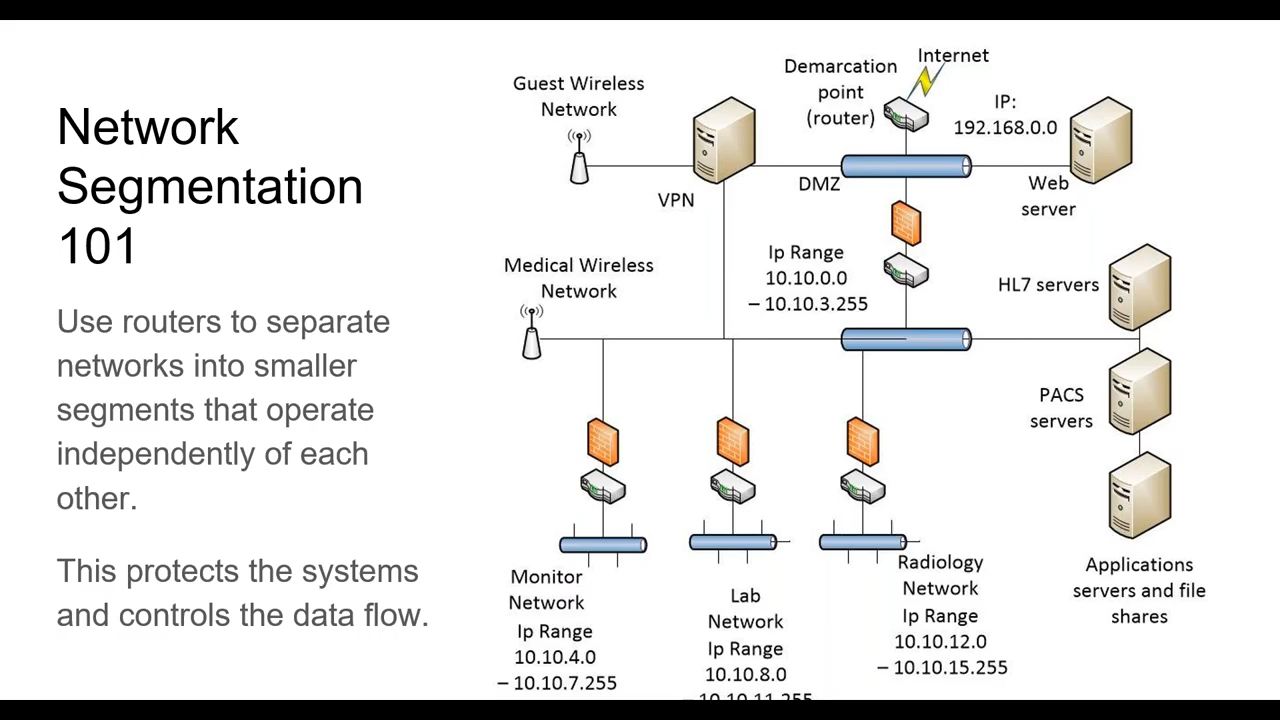 Network
Segmentation
101
Use routers to separate
networks into smaller
segments that operate
independently of each
other.
This protects the systems
and controls the data flow.
Guest Wireless
Network
VPN
Demarcation
point
(router)
Internet
IP:
192.168.0.0
DMZ
Web
server
Ip Range
10.10.0.0
– 10.10.3.255
Medical Wireless
Network
HL7 servers
PACS
servers
Applications
servers and file
shares
Monitor
Network
Ip Range
10.10.4.0
– 10.10.7.255
Lab
Network
Ip Range
10.10.8.0
– 10.10.11.255
Radiology
Network
Ip Range
10.10.12.0
– 10.10.15.255